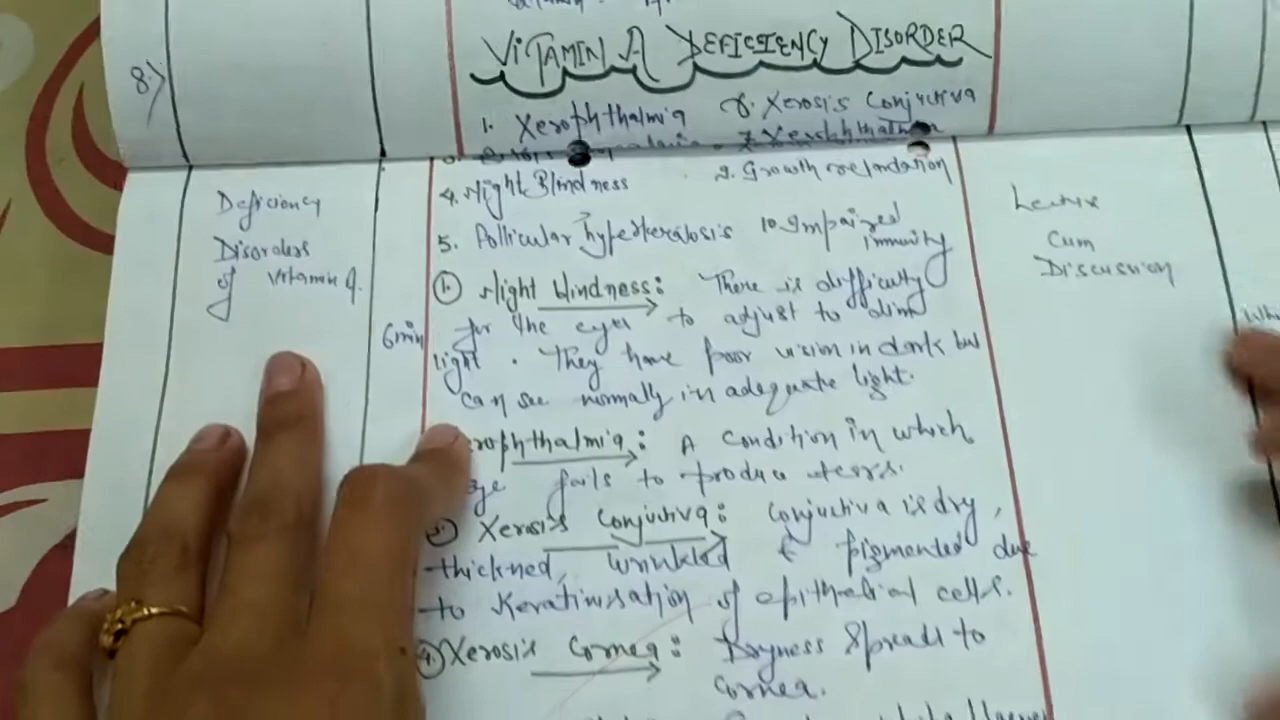 8.)
VITAMIN A DEFICIENCY DISORDER
1. Xerophthalmia 6. Xerosis Conjuctiva
4. Night Blindness 9. Growth retardation
5. Follicular hyperkeratosis 10. Impaired immunity
Deficiency
Disorders
of Vitamin A.
6 min
Lecture
Cum
Discussion
① Night blindness: There is difficulty
for the eyes to adjust to dim
light. They have poor vision in dark but
can see normally in adequate light.
rophthalmia: A condition in which
eye fails to produce tears.
Xerosis Conjuctiva: Conjuctiva is dry,
thickned, wrinkled & pigmented due
to Keratinisation of epithelial cells.
④ Xerosis Cornea: Dryness spreads to
cornea.